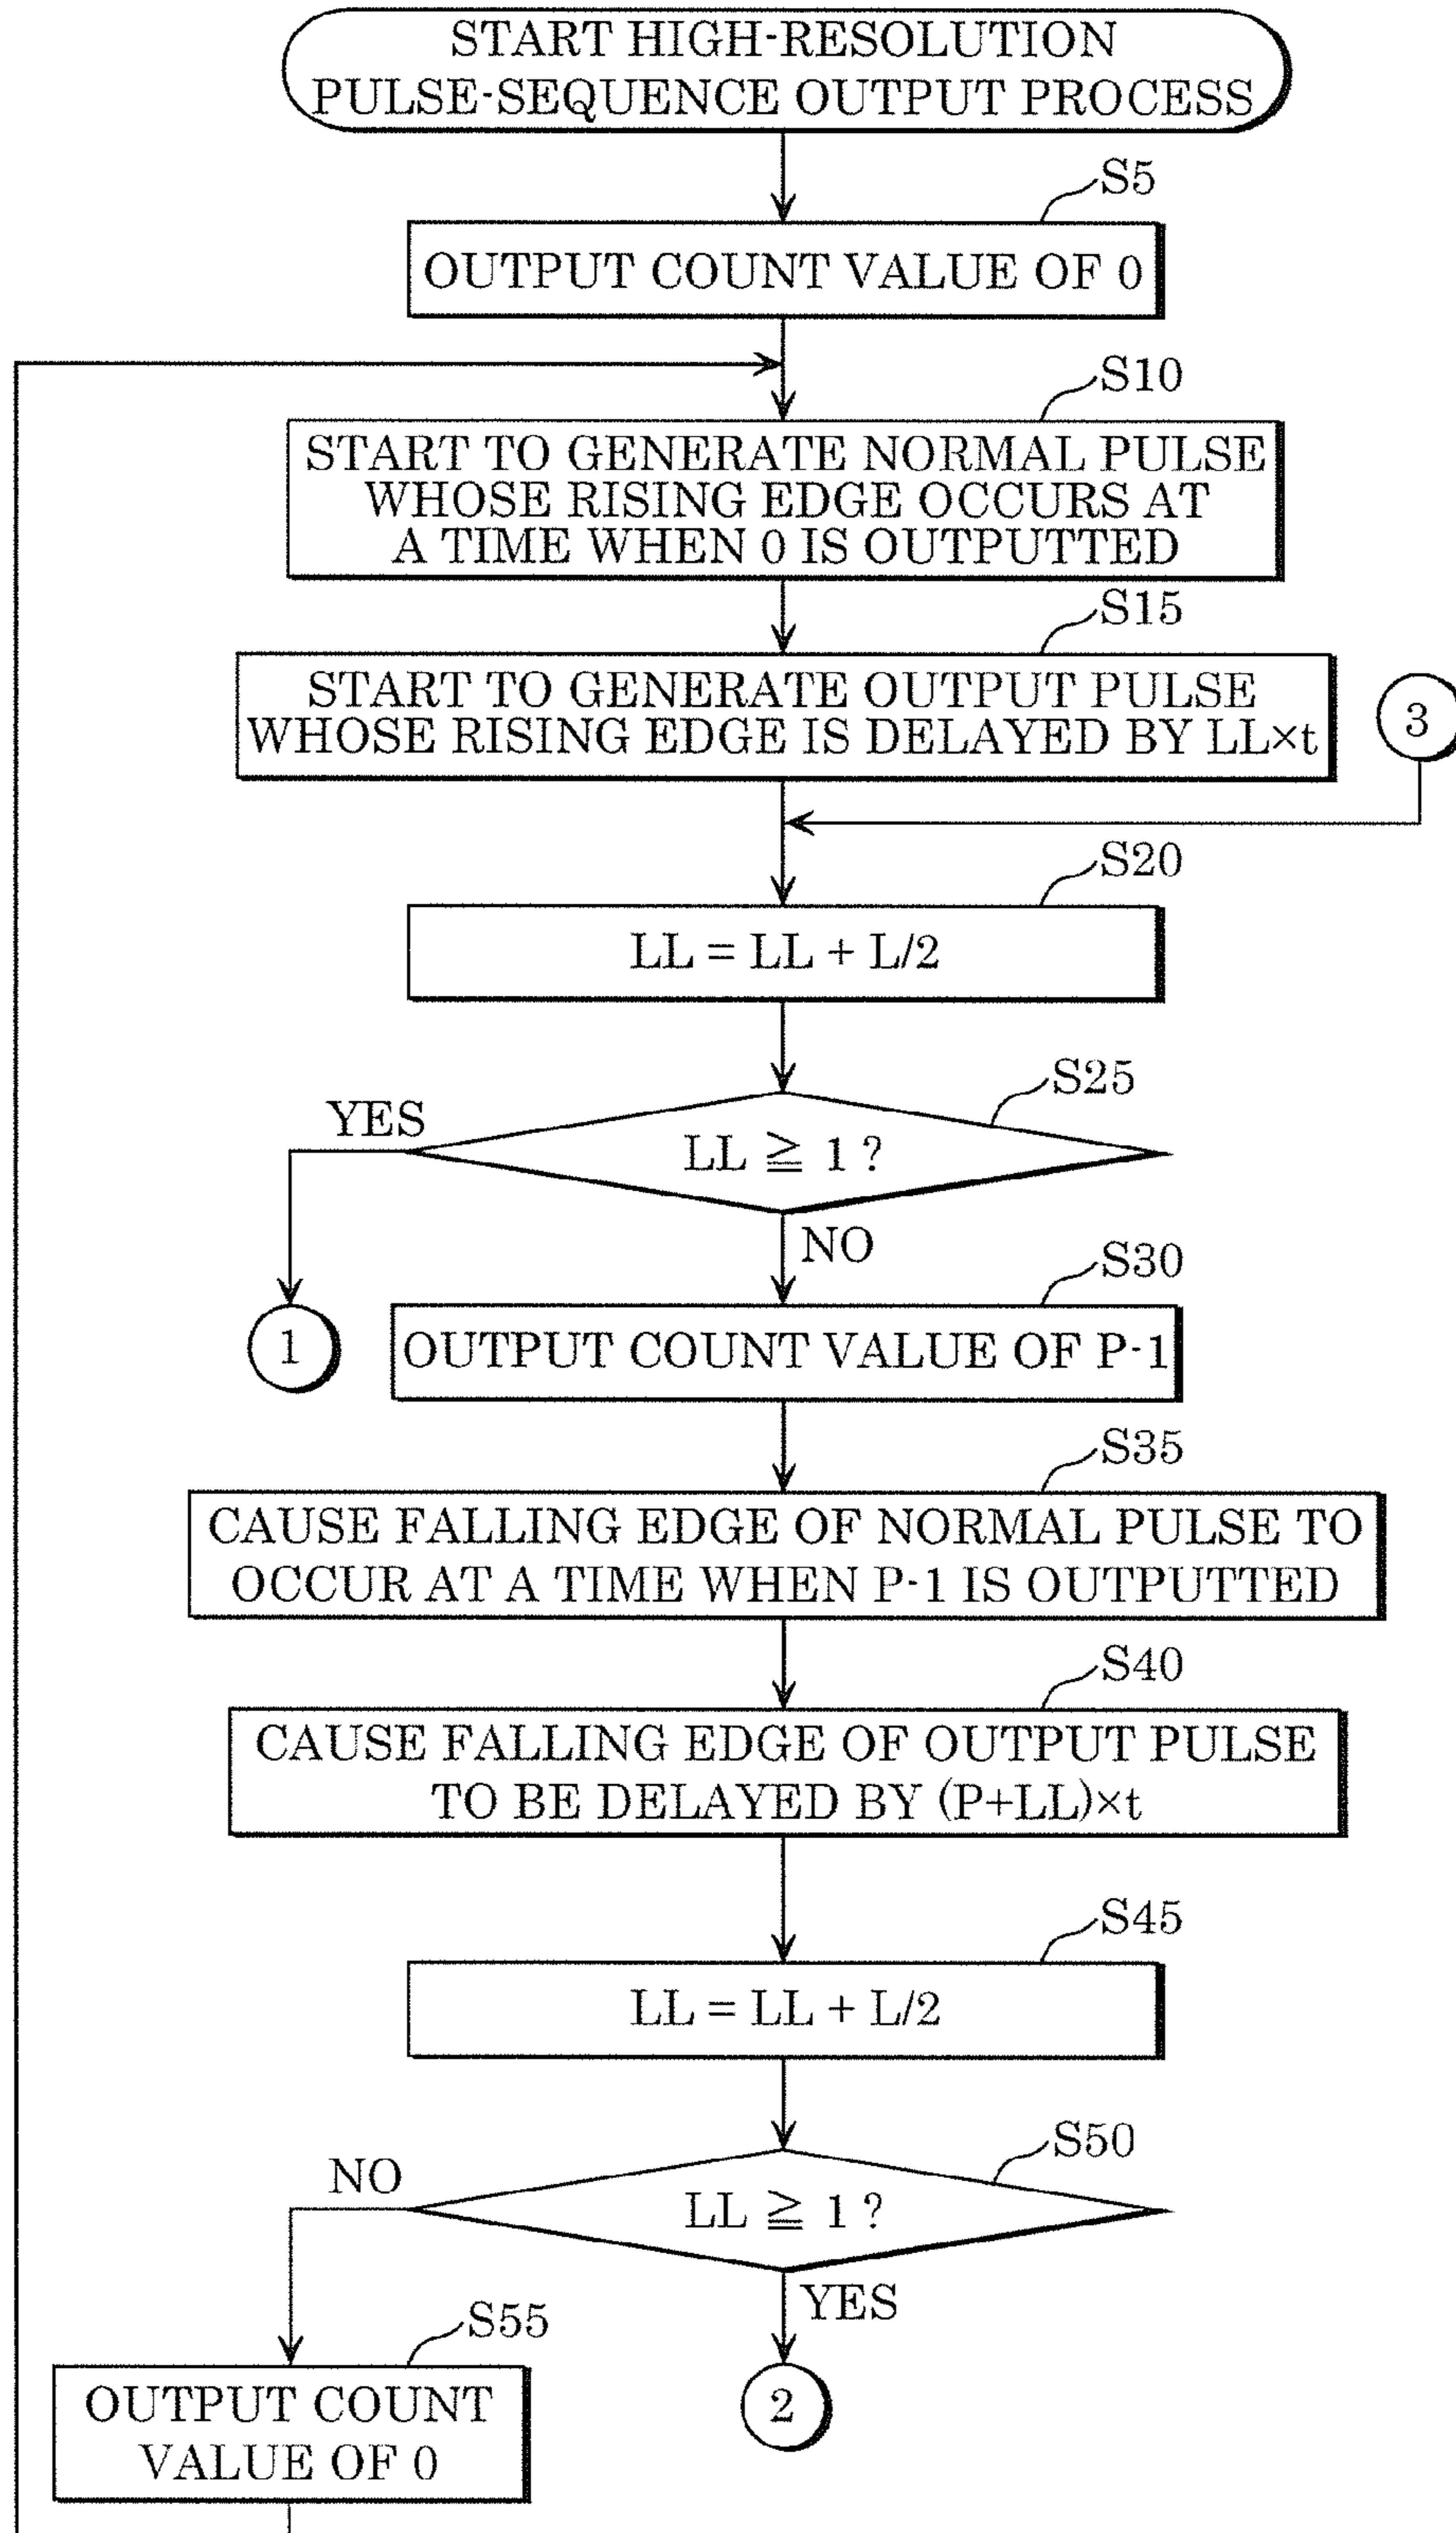 START HIGH-RESOLUTION
PULSE-SEQUENCE OUTPUT PROCESS
S5
OUTPUT COUNT VALUE OF 0
S10
START TO GENERATE NORMAL PULSE
WHOSE RISING EDGE OCCURS AT
A TIME WHEN 0 IS OUTPUTTED
S15
START TO GENERATE OUTPUT PULSE
WHOSE RISING EDGE IS DELAYED BY LL×t
3
S20
LL = LL + L/2
S25
YES
LL ≧ 1 ?
NO
S30
1
OUTPUT COUNT VALUE OF P-1
S35
CAUSE FALLING EDGE OF NORMAL PULSE TO
OCCUR AT A TIME WHEN P-1 IS OUTPUTTED
S40
CAUSE FALLING EDGE OF OUTPUT PULSE
TO BE DELAYED BY (P+LL)×t
S45
LL = LL + L/2
S50
NO
LL ≧ 1 ?
YES
S55
OUTPUT COUNT
VALUE OF 0
2